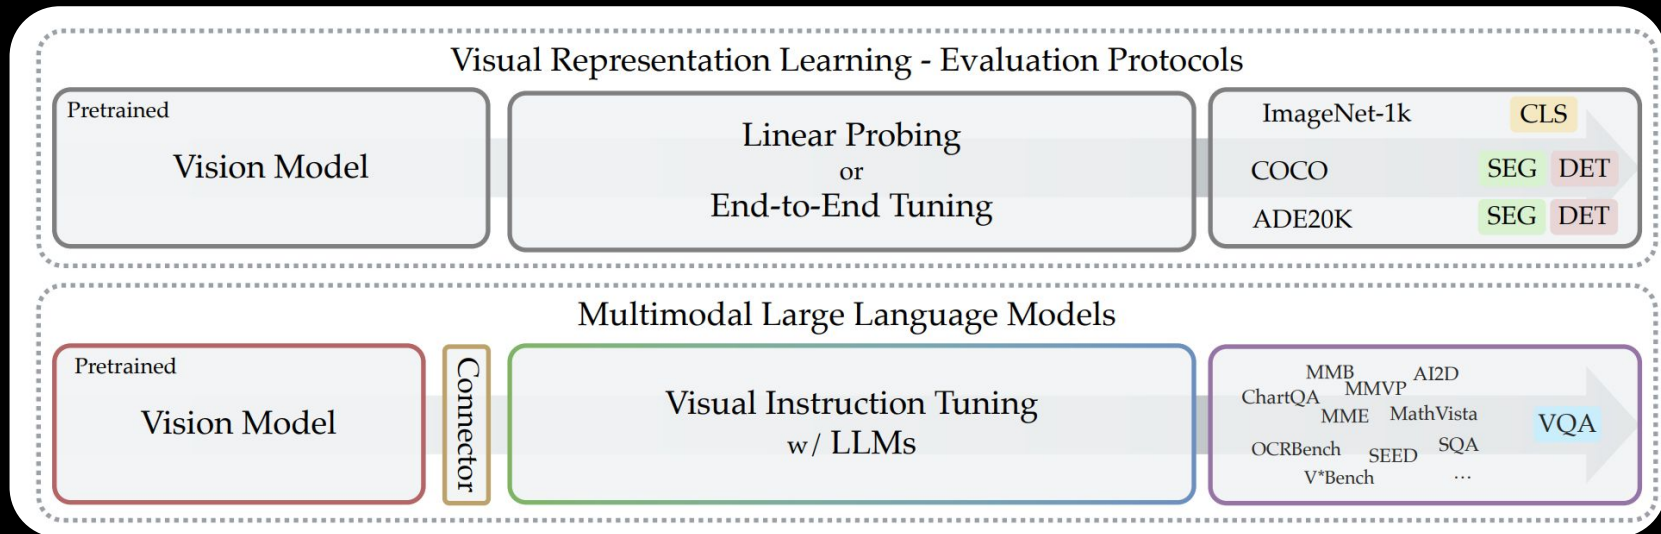 Visual Representation Learning - Evaluation Protocols
Pretrained
Vision Model
Linear Probing
or
End-to-End Tuning
ImageNet-1k CLS
COCO SEG DET
ADE20K SEG DET
Multimodal Large Language Models
Pretrained
Vision Model
Connector
Visual Instruction Tuning
w/ LLMs
MMB AI2D
ChartQA MMVP
MME MathVista
VQA
OCRBench SEED SQA
V*Bench ...